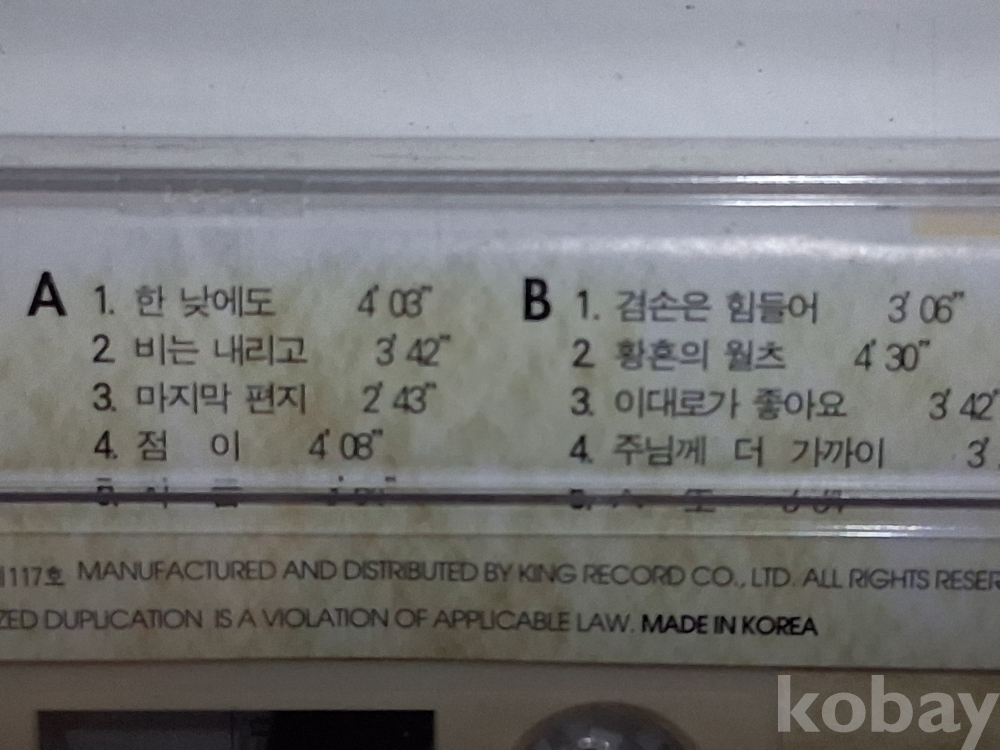 A 1. 한 낮에도 4' 03"
2. 비는 내리고 3' 42"
3. 마지막 편지 2' 43"
4. 점 이 4' 08"
B 1. 겸손은 힘들어 3' 06"
2. 황혼의 월츠 4' 30"
3. 이대로가 좋아요 3' 42"
4. 주님께 더 가까이 3'
117호 MANUFACTURED AND DISTRIBUTED BY KING RECORD CO., LTD. ALL RIGHTS RESER
ZED DUPLICATION IS A VIOLATION OF APPLICABLE LAW. MADE IN KOREA
kobay